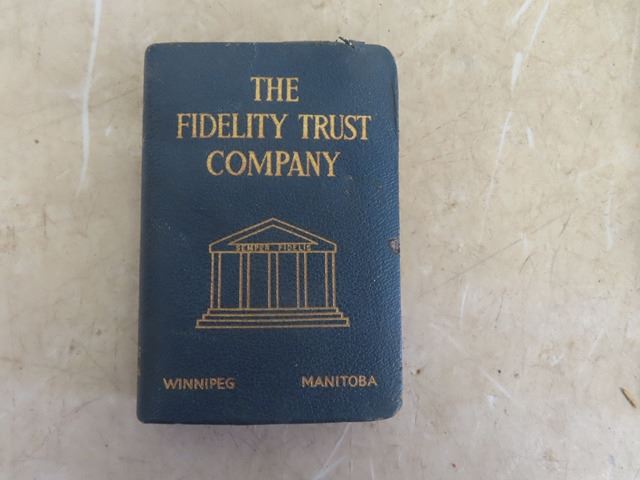 THE
FIDELITY TRUST
COMPANY
SEMPER FIDELIS
WINNIPEG MANITOBA